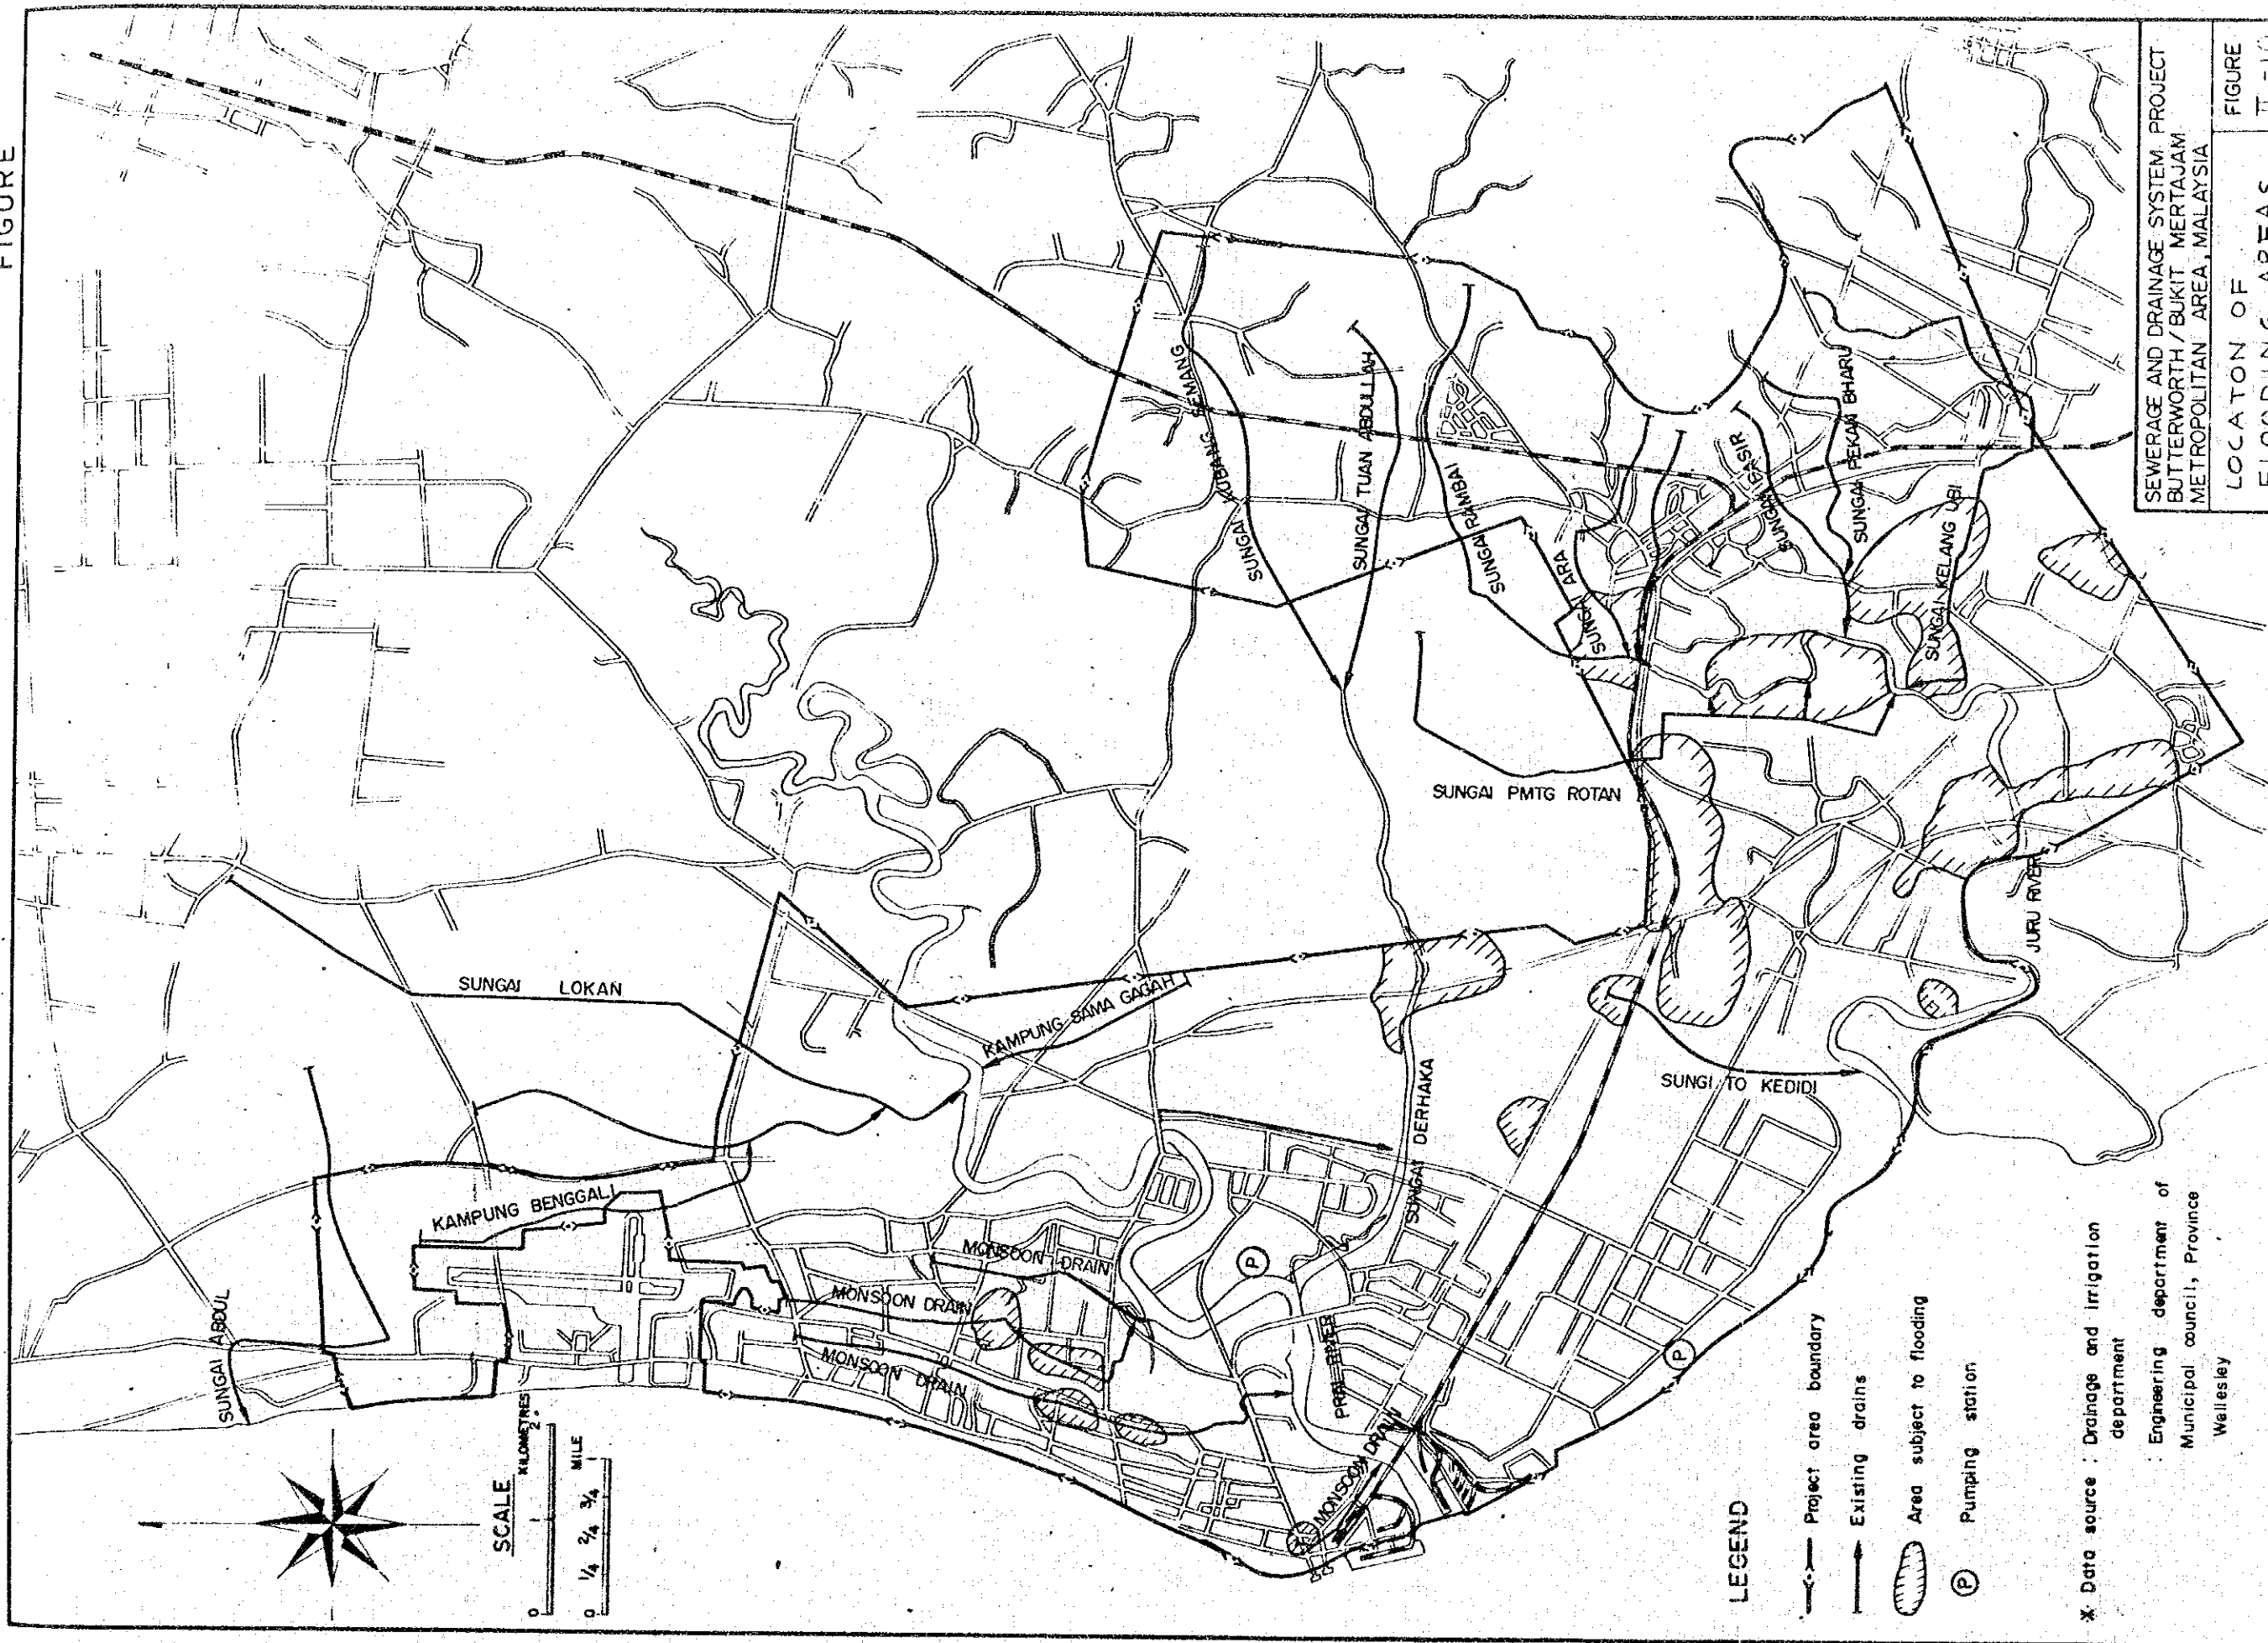 FIGURE
SUNGAI ABDUL
SUNGAI LOKAN
KAMPUNG BENGGALI
KAMPUNG SAMA GAGAH
MONSOON DRAIN
MONSOON DRAIN
MONSOON DRAIN
MONSOON DRAIN
PRAI RIVER
SUNGAI DERHAKA
SUNGI TO KEDIDI
JURU RIVER
SUNGAI PMTG ROTAN
SUNGAI KUBANG SEMANG
SUNGAI TUAN ABDULLAH
SUNGAI RAMBAI
SUNGAI ARA
SUNGAI PASIR
SUNGAI PEKAN BHARU
SUNGAI KELANG UBI
P
P
SCALE
KILOMETRES
0 1 2
MILE
0 1/4 2/4 3/4 1
LEGEND
Project area boundary
Existing drains
Area subject to flooding
P Pumping station
* Data source : Drainage and irrigation
department
: Engineering department of
Municipal council, Province
Wellesley
SEWERAGE AND DRAINAGE SYSTEM PROJECT
BUTTERWORTH / BUKIT MERTAJAM
METROPOLITAN AREA, MALAYSIA
LOCATON OF
FLOODING AREAS
FIGURE